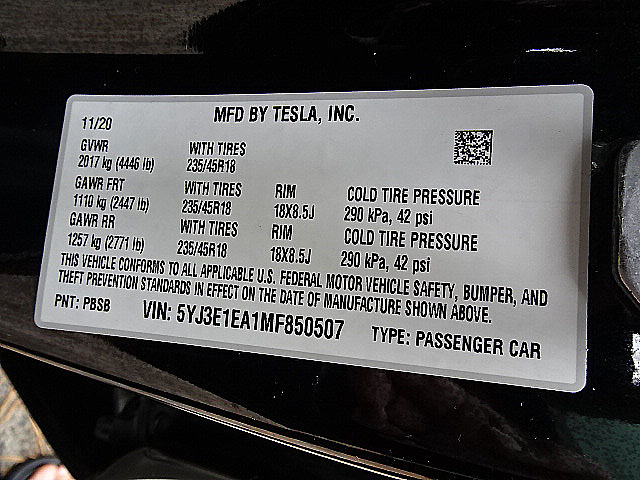 MFD BY TESLA, INC.
11/20
GVWR
2017 kg (4446 lb)
WITH TIRES
235/45R18
GAWR FRT
1110 kg (2447 lb)
WITH TIRES
235/45R18
RIM
18X8.5J
COLD TIRE PRESSURE
290 kPa, 42 psi
GAWR RR
1257 kg (2771 lb)
WITH TIRES
235/45R18
RIM
18X8.5J
COLD TIRE PRESSURE
290 kPa, 42 psi
THIS VEHICLE CONFORMS TO ALL APPLICABLE U.S. FEDERAL MOTOR VEHICLE SAFETY, BUMPER, AND
THEFT PREVENTION STANDARDS IN EFFECT ON THE DATE OF MANUFACTURE SHOWN ABOVE.
PNT: PBSB
VIN: 5YJ3E1EA1MF850507
TYPE: PASSENGER CAR